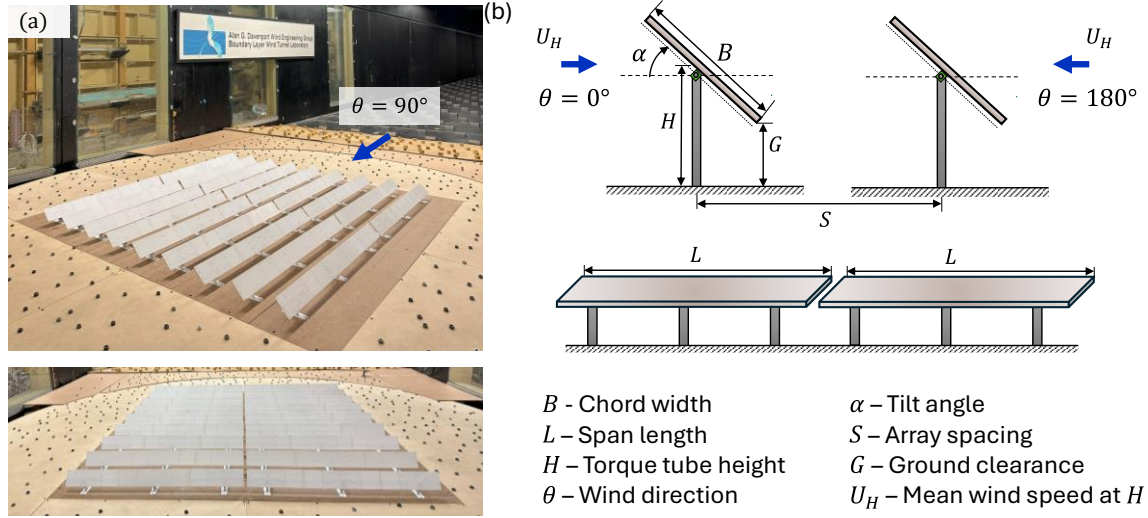 (a)
Alan G. Davenport Wind Engineering Group
Boundary Layer Wind Tunnel Laboratory
θ = 90°
(b)
U_H
θ = 0°
α
B
H
G
U_H
θ = 180°
S
L
L
B - Chord width
L – Span length
H – Torque tube height
θ – Wind direction
α – Tilt angle
S – Array spacing
G – Ground clearance
U_H – Mean wind speed at H